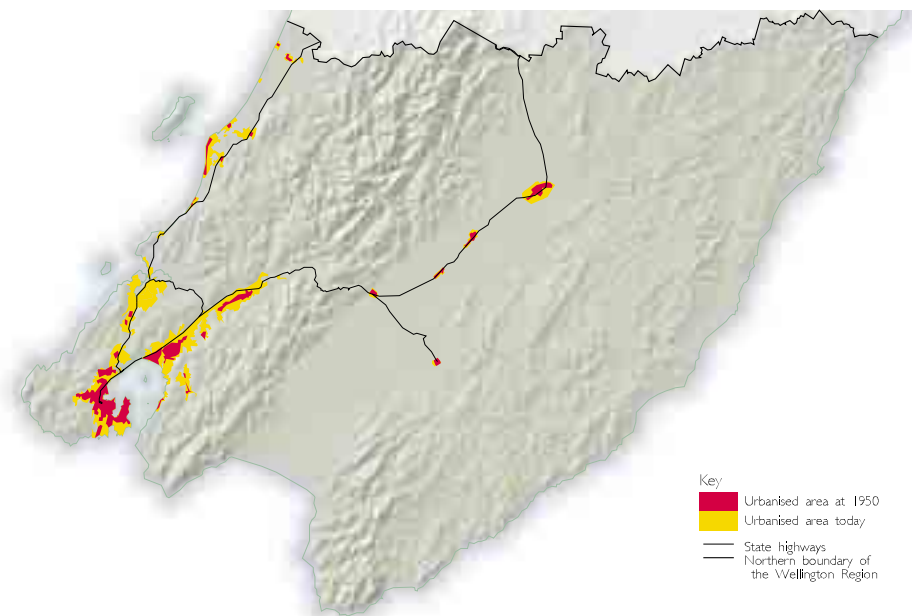 Key
Urbanised area at 1950
Urbanised area today
State highways
Northern boundary of
the Wellington Region